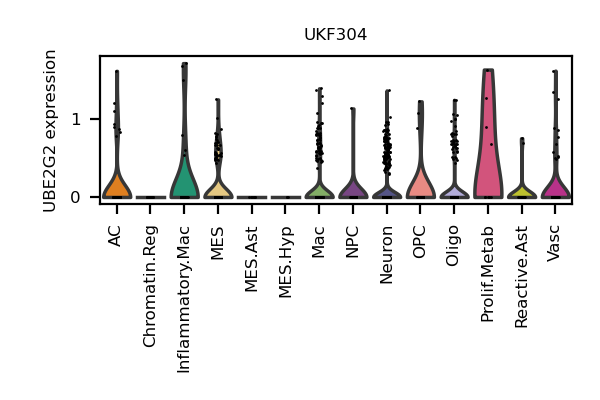 UKF304
UBE2G2 expression
1
0
AC
Chromatin.Reg
Inflammatory.Mac
MES
MES.Ast
MES.Hyp
Mac
NPC
Neuron
OPC
Oligo
Prolif.Metab
Reactive.Ast
Vasc